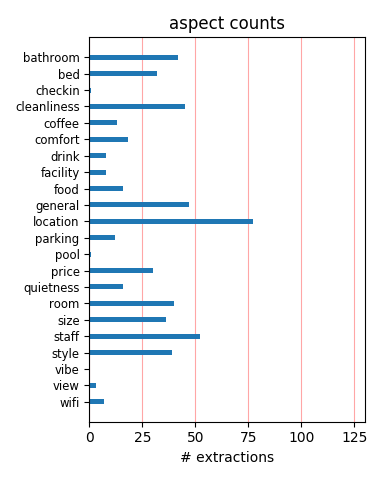 aspect counts
bathroom
bed
checkin
cleanliness
coffee
comfort
drink
facility
food
general
location
parking
pool
price
quietness
room
size
staff
style
vibe
view
wifi
0 25 50 75 100 125
# extractions